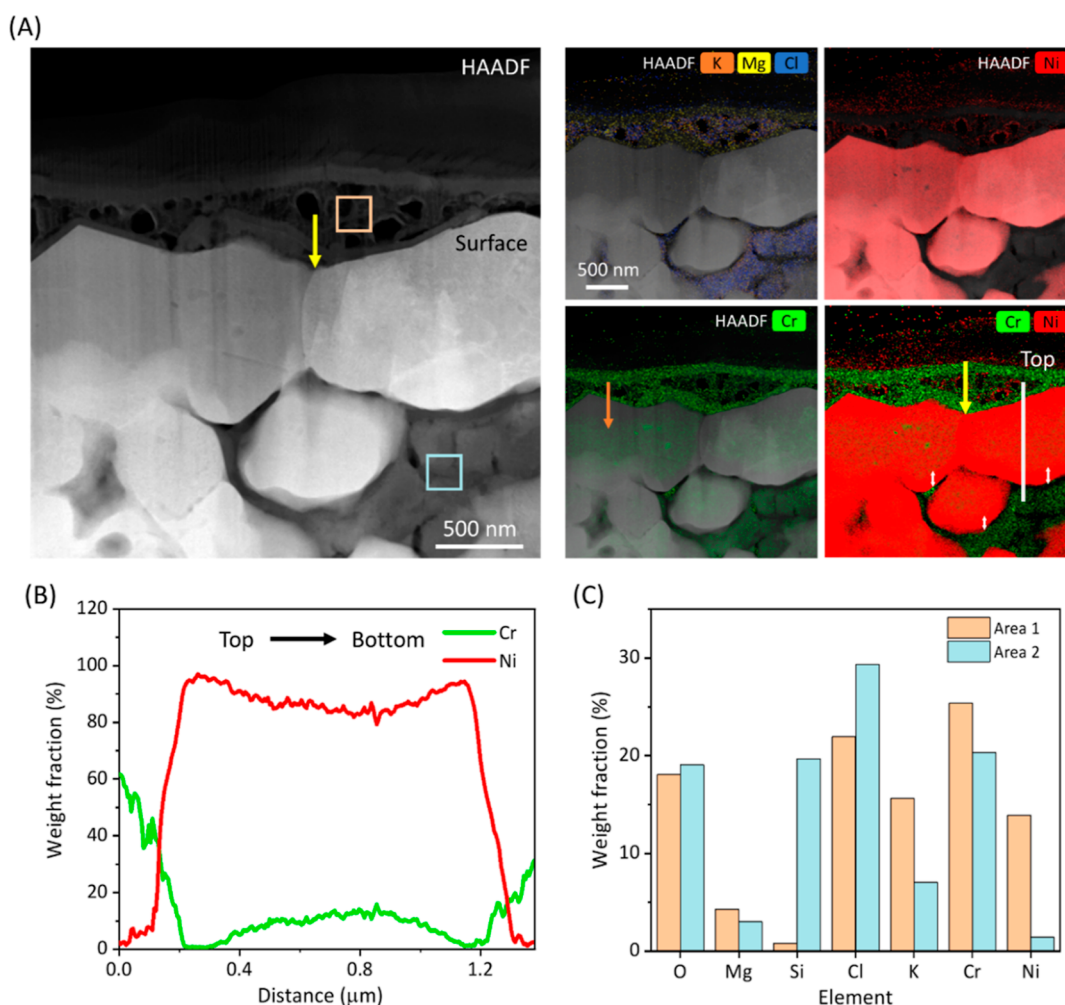 (A)
HAADF
Surface
500 nm
HAADF K Mg Cl
500 nm
HAADF Ni
HAADF Cr
Cr Ni
Top
(B)
120
100
80
60
40
20
0
Weight fraction (%)
Top Bottom
Cr
Ni
0.0 0.4 0.8 1.2
Distance (μm)
(C)
30
20
10
0
Weight fraction (%)
Area 1
Area 2
O Mg Si Cl K Cr Ni
Element